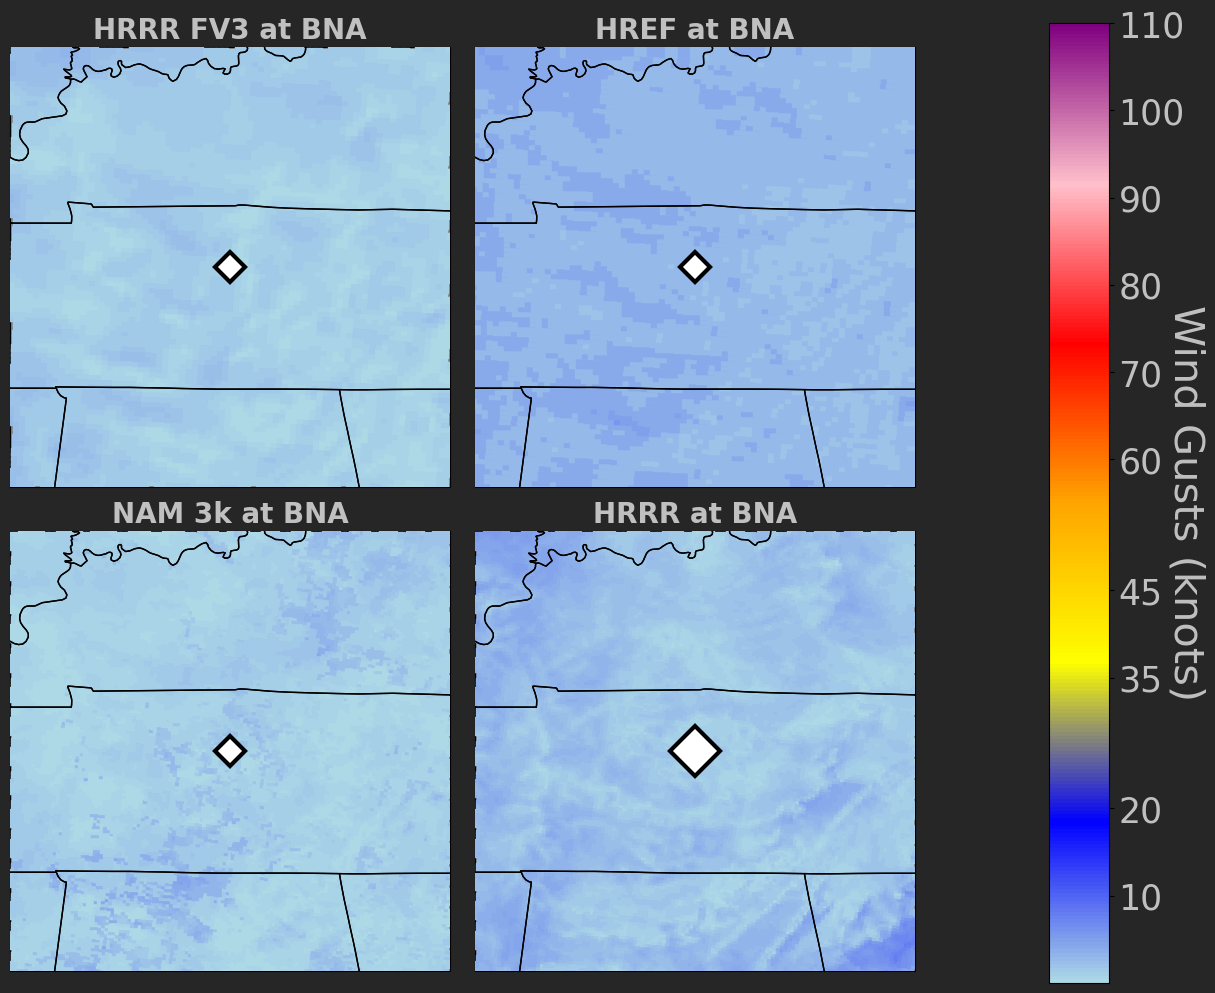 HRRR FV3 at BNA
HREF at BNA
NAM 3k at BNA
HRRR at BNA
110
100
90
80
70
60
45
35
20
10
Wind Gusts (knots)